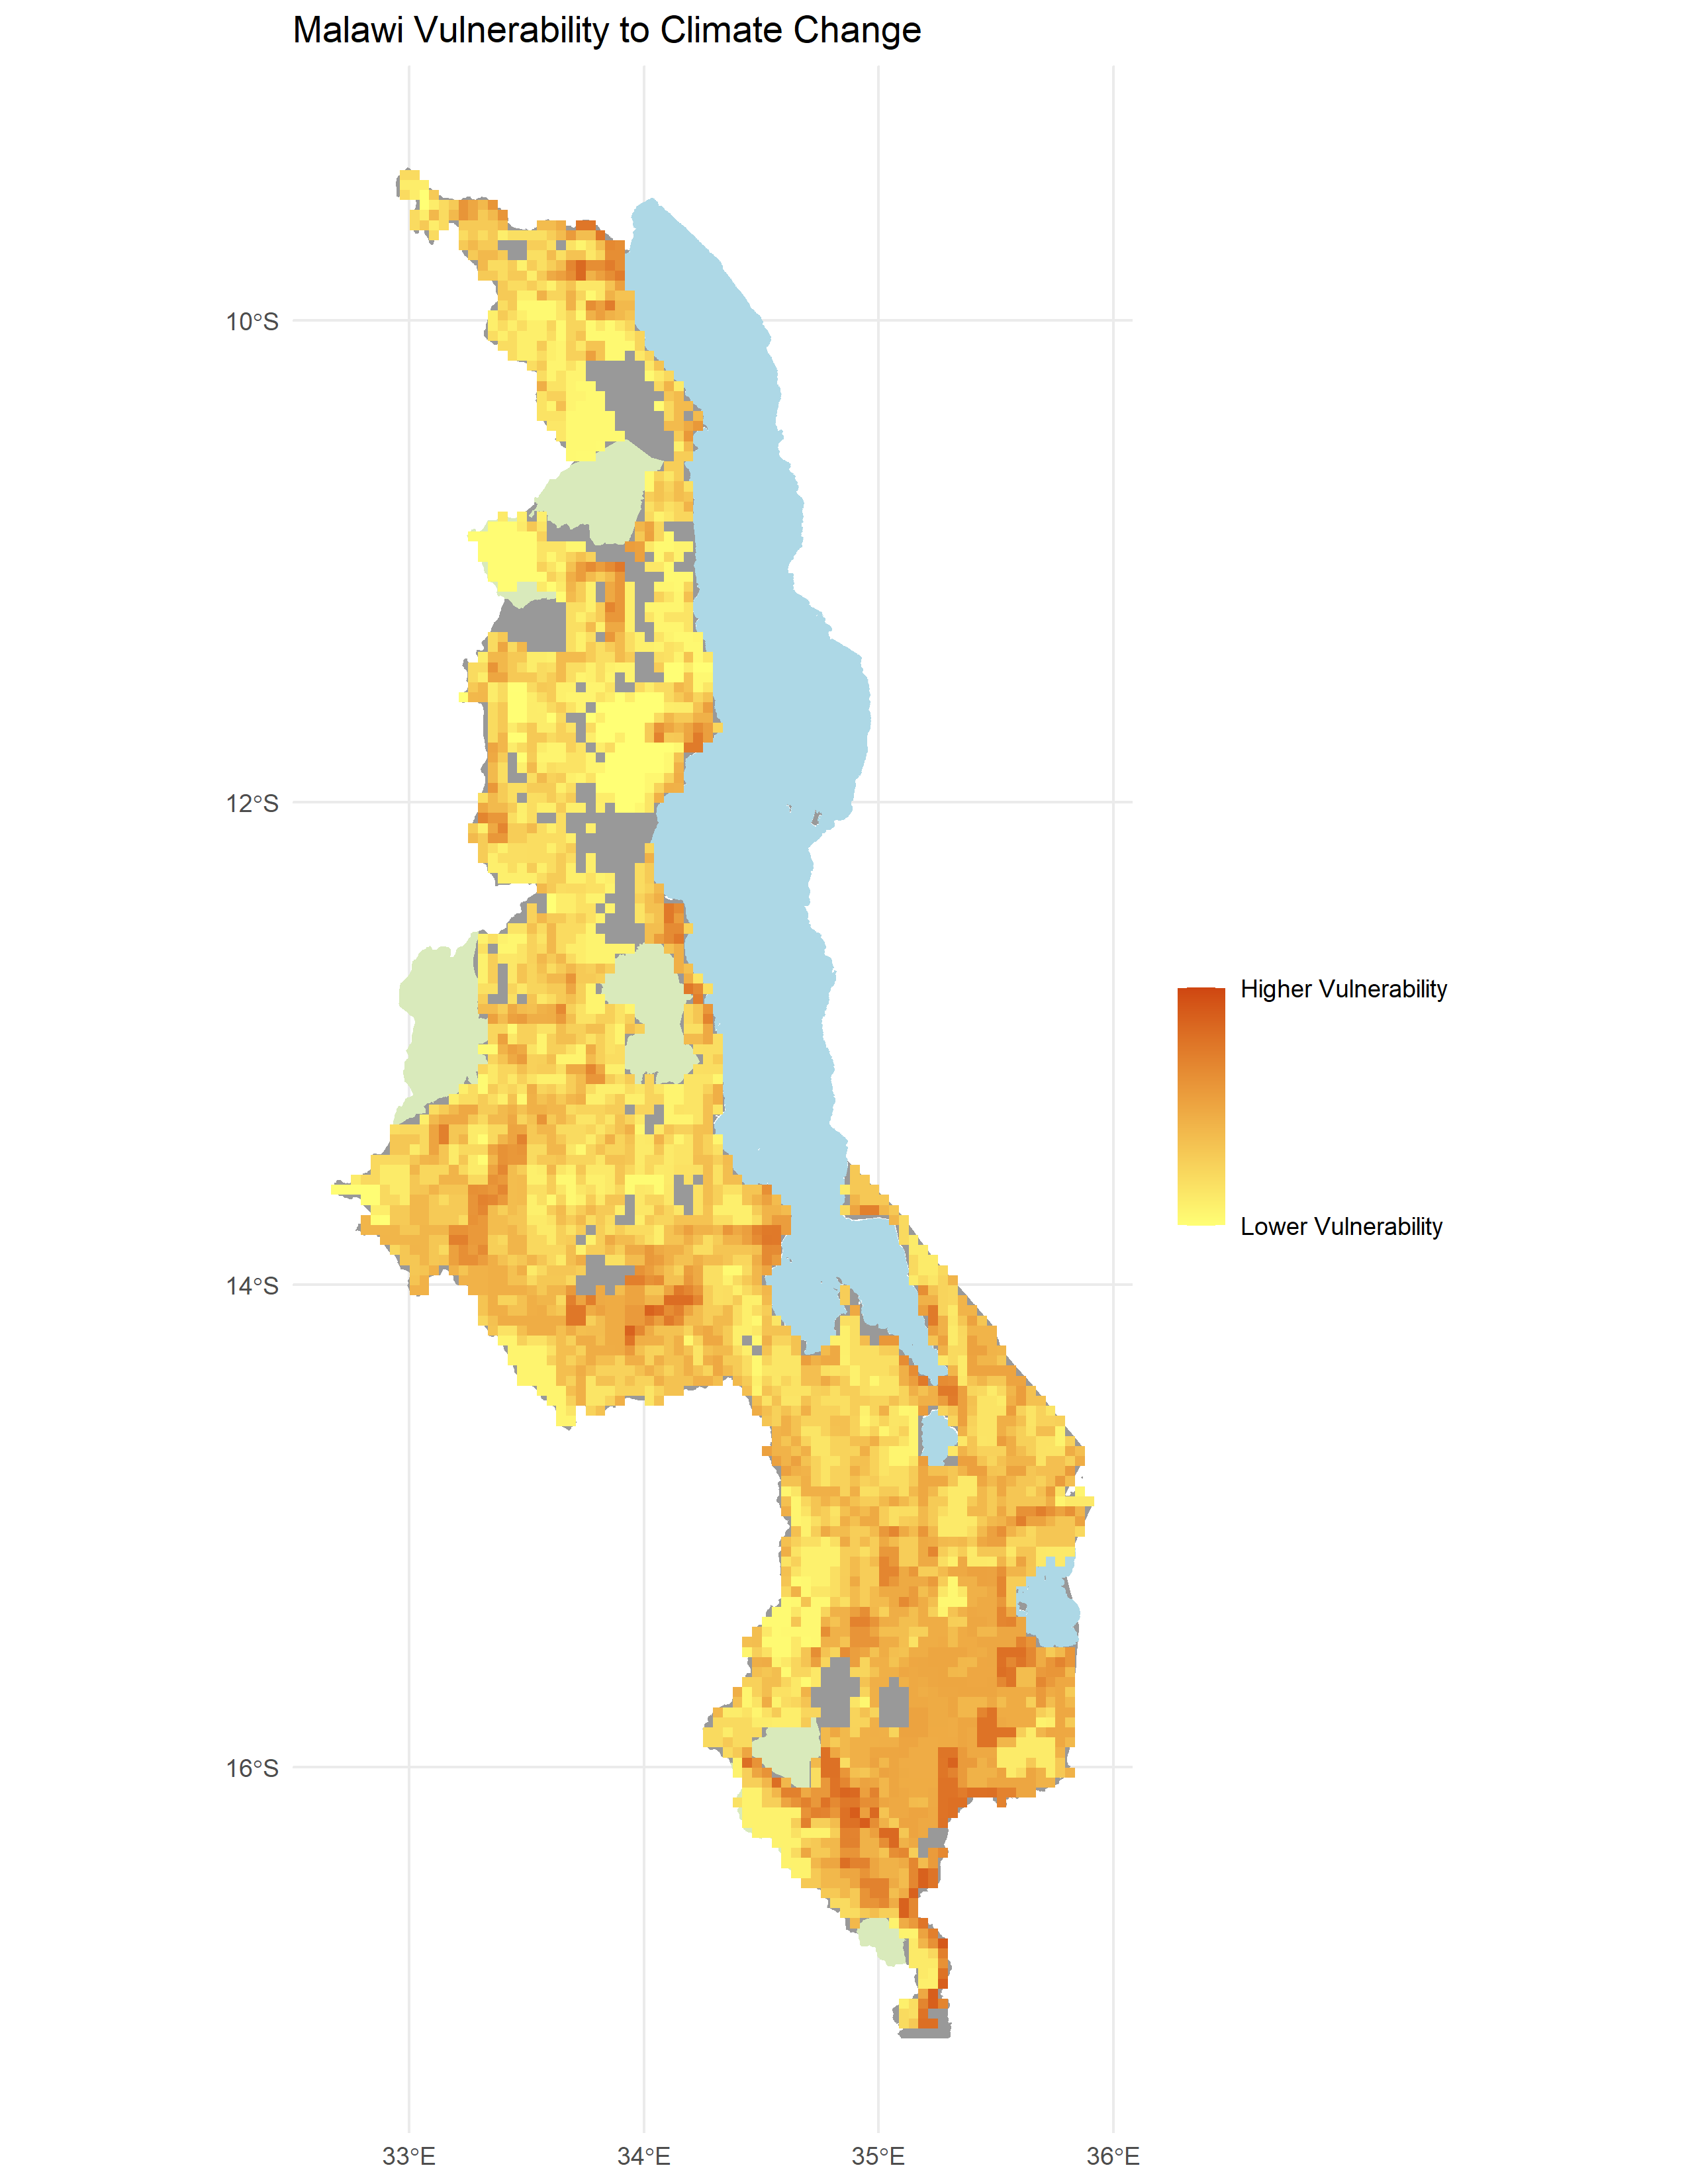 Malawi Vulnerability to Climate Change
10°S
12°S
Higher Vulnerability
Lower Vulnerability
14°S
16°S
33°E 34°E 35°E 36°E